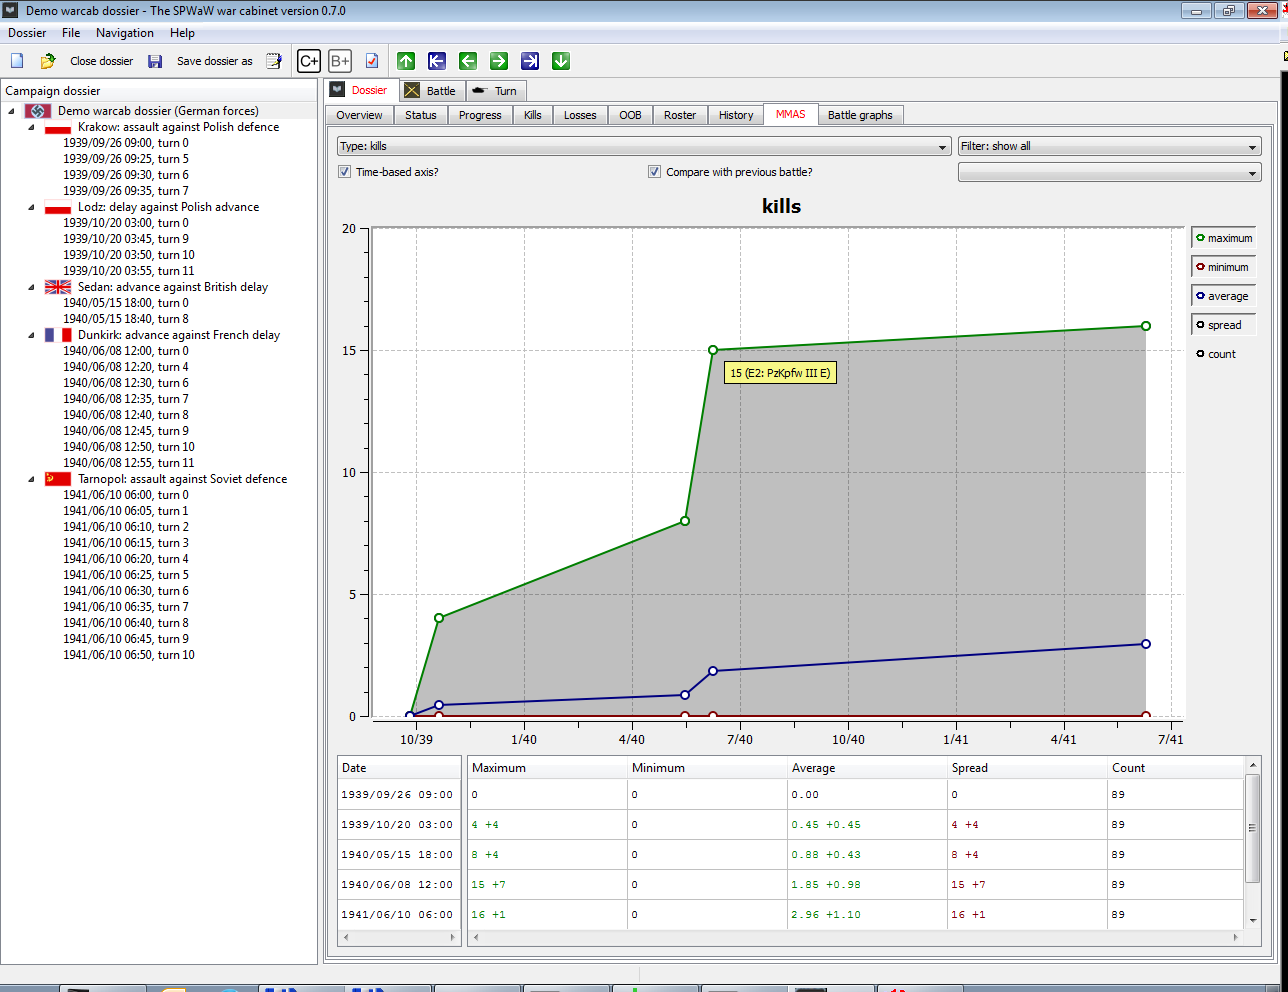 Demo warcab dossier - The SPWaW war cabinet version 0.7.0
Dossier File Navigation Help
Close dossier Save dossier as C+ B+
Campaign dossier
Demo warcab dossier (German forces)
Krakow: assault against Polish defence
1939/09/26 09:00, turn 0
1939/09/26 09:25, turn 5
1939/09/26 09:30, turn 6
1939/09/26 09:35, turn 7
Lodz: delay against Polish advance
1939/10/20 03:00, turn 0
1939/10/20 03:45, turn 9
1939/10/20 03:50, turn 10
1939/10/20 03:55, turn 11
Sedan: advance against British delay
1940/05/15 18:00, turn 0
1940/05/15 18:40, turn 8
Dunkirk: advance against French delay
1940/06/08 12:00, turn 0
1940/06/08 12:20, turn 4
1940/06/08 12:30, turn 6
1940/06/08 12:35, turn 7
1940/06/08 12:40, turn 8
1940/06/08 12:45, turn 9
1940/06/08 12:50, turn 10
1940/06/08 12:55, turn 11
Tarnopol: assault against Soviet defence
1941/06/10 06:00, turn 0
1941/06/10 06:05, turn 1
1941/06/10 06:10, turn 2
1941/06/10 06:15, turn 3
1941/06/10 06:20, turn 4
1941/06/10 06:25, turn 5
1941/06/10 06:30, turn 6
1941/06/10 06:35, turn 7
1941/06/10 06:40, turn 8
1941/06/10 06:45, turn 9
1941/06/10 06:50, turn 10
Dossier Battle Turn
Overview Status Progress Kills Losses OOB Roster History MMAS Battle graphs
Type: kills Filter: show all
Time-based axis? Compare with previous battle?
kills
20
15
10
5
0
10/39 1/40 4/40 7/40 10/40 1/41 4/41 7/41
15 (E2: PzKpfw III E)
maximum
minimum
average
spread
count
Date Maximum Minimum Average Spread Count
1939/09/26 09:00 0 0 0.00 0 89
1939/10/20 03:00 4 +4 0 0.45 +0.45 4 +4 89
1940/05/15 18:00 8 +4 0 0.88 +0.43 8 +4 89
1940/06/08 12:00 15 +7 0 1.85 +0.98 15 +7 89
1941/06/10 06:00 16 +1 0 2.96 +1.10 16 +1 89